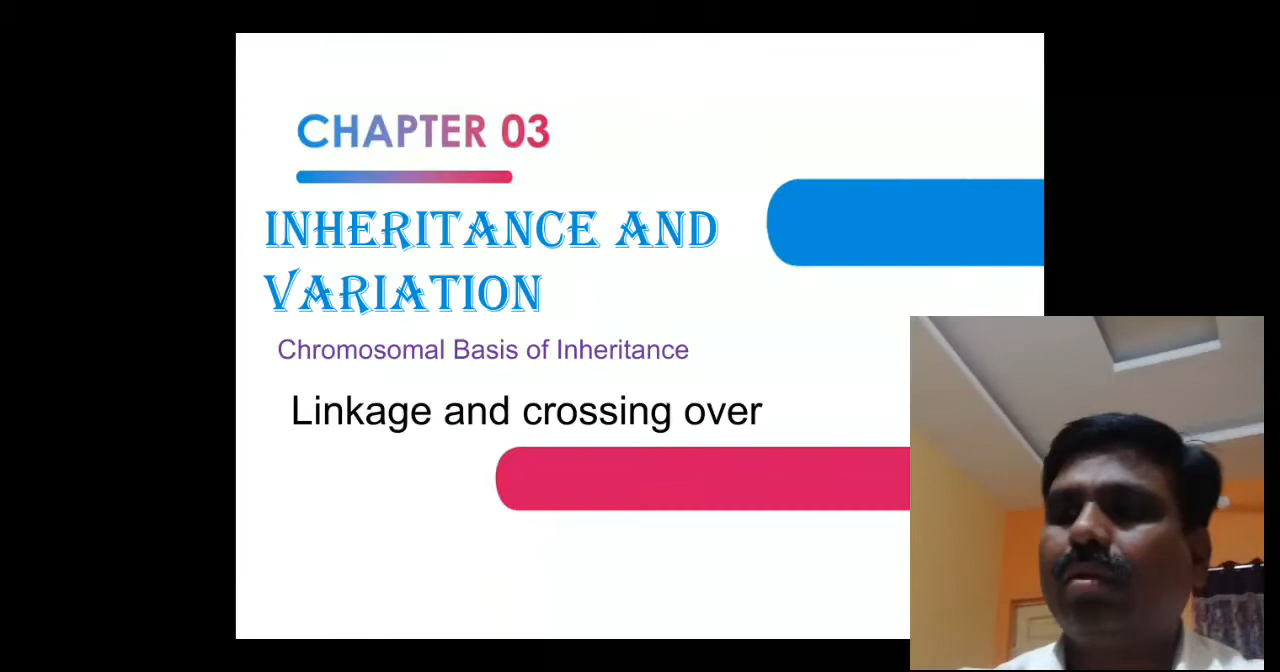 CHAPTER 03
INHERITANCE AND
VARIATION
Chromosomal Basis of Inheritance
Linkage and crossing over